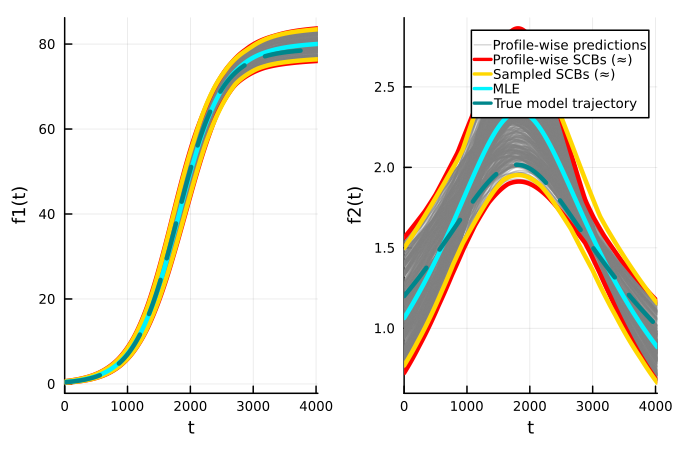 f1(t)
80
60
40
20
0
0 1000 2000 3000 4000
t
Profile-wise predictions
Profile-wise SCBs (≈)
Sampled SCBs (≈)
MLE
True model trajectory
f2(t)
2.5
2.0
1.5
1.0
0 1000 2000 3000 4000
t